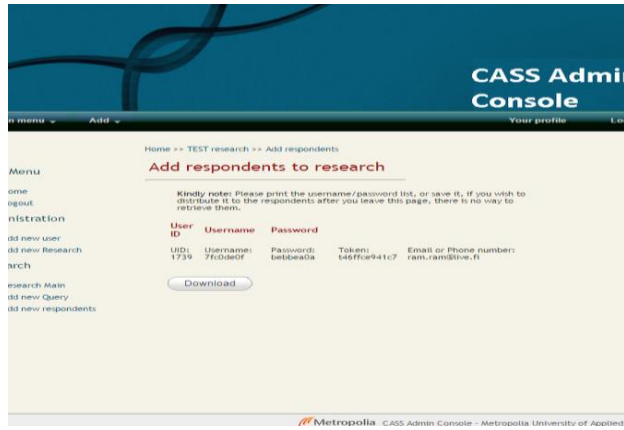 CASS Admi
Console
n menu Add Your profile Lo
Home >> TEST research >> Add respondents
Add respondents to research
Menu
ome
ogout
nistration
dd new user
dd new Research
arch
esearch Main
dd new Query
dd new respondents
Kindly note: Please print the username/password list, or save it, if you wish to
distribute it to the respondents after you leave this page, there is no way to
retrieve them.
User ID Username Password
UID: 1739 Username: 7fc0de0f Password: bebbea0a Token: t46ffce941c7 Email or Phone number: ram.ram@live.fi
Download
Metropolia CASS Admin Console - Metropolia University of Applied